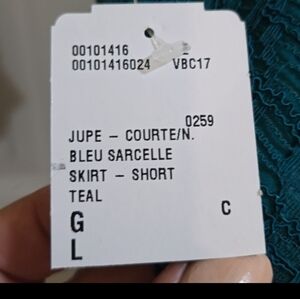 00101416
00101416024 VBC17
0259
JUPE – COURTE/N.
BLEU SARCELLE
SKIRT – SHORT
TEAL
G
C
L